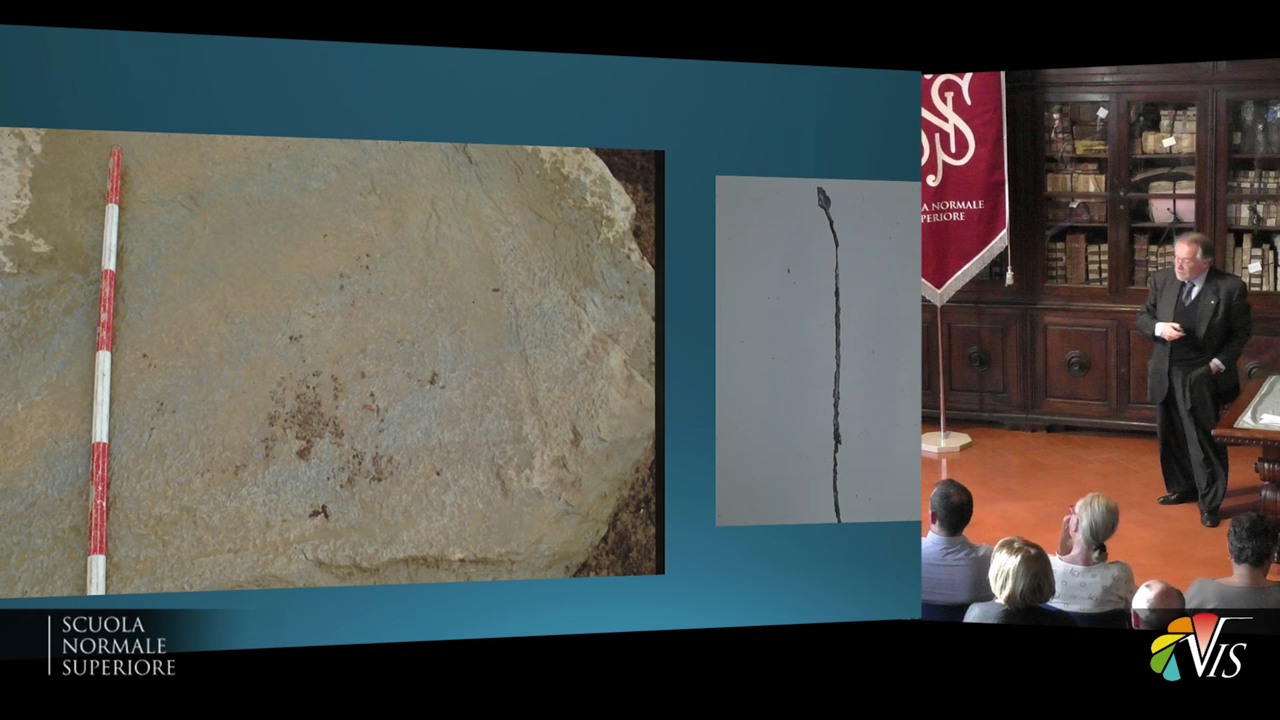 A NORMALE
PERIORE
SCUOLA
NORMALE
SUPERIORE
VIS